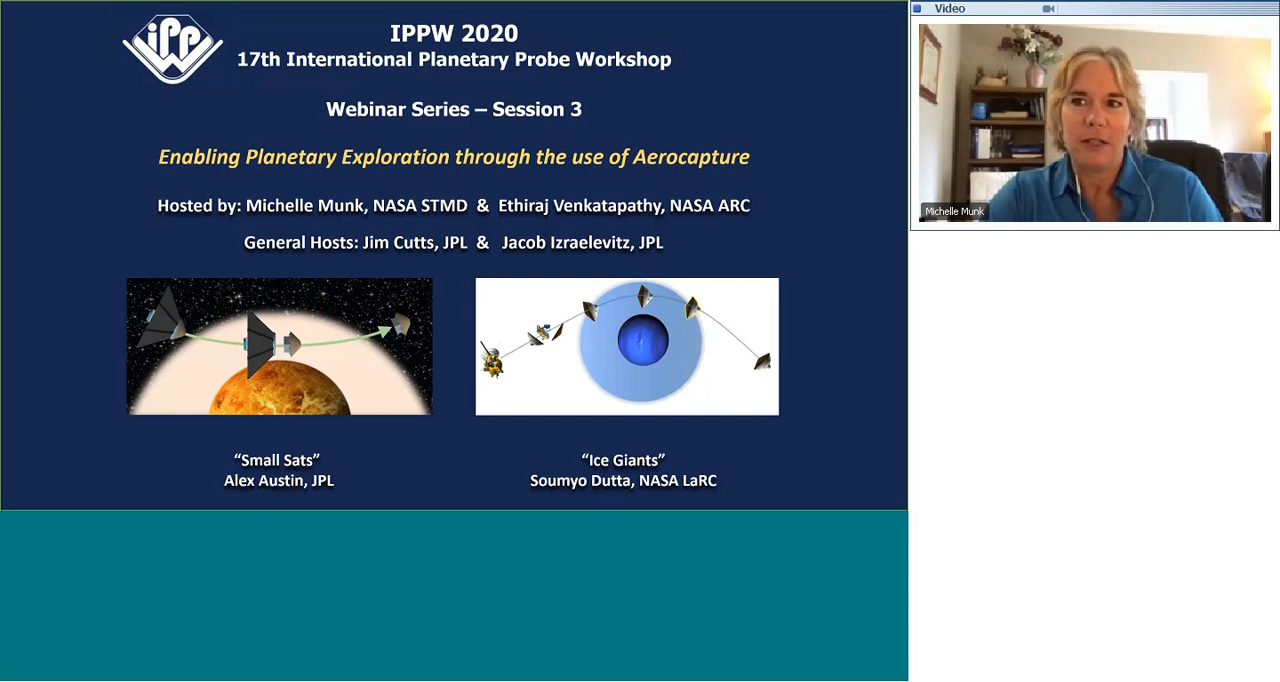 IPPW
IPPW 2020
17th International Planetary Probe Workshop
Webinar Series – Session 3
Enabling Planetary Exploration through the use of Aerocapture
Hosted by: Michelle Munk, NASA STMD & Ethiraj Venkatapathy, NASA ARC
General Hosts: Jim Cutts, JPL & Jacob Izraelevitz, JPL
“Small Sats”
Alex Austin, JPL
“Ice Giants”
Soumyo Dutta, NASA LaRC
Video
Michelle Munk